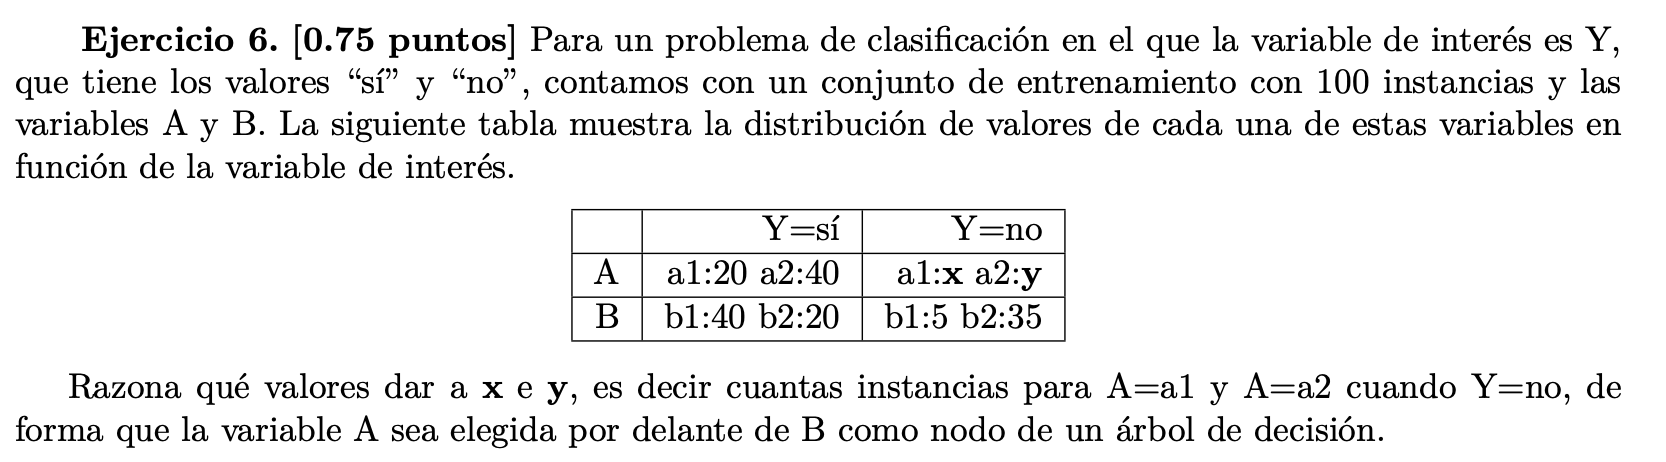 Ejercicio 6. [0.75 puntos] Para un problema de clasificación en el que la variable de interés es Y,
que tiene los valores “sí” y “no”, contamos con un conjunto de entrenamiento con 100 instancias y las
variables A y B. La siguiente tabla muestra la distribución de valores de cada una de estas variables en
función de la variable de interés.
Y=sí Y=no
A a1:20 a2:40 a1:x a2:y
B b1:40 b2:20 b1:5 b2:35
Razona qué valores dar a x e y, es decir cuantas instancias para A=a1 y A=a2 cuando Y=no, de
forma que la variable A sea elegida por delante de B como nodo de un árbol de decisión.